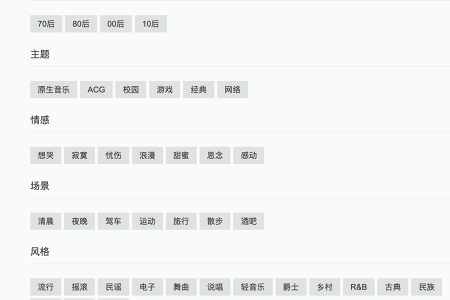 70后 80后 00后 10后
主题
原生音乐 ACG 校园 游戏 经典 网络
情感
想哭 寂寞 忧伤 浪漫 甜蜜 思念 感动
场景
清晨 夜晚 驾车 运动 旅行 散步 酒吧
风格
流行 摇滚 民谣 电子 舞曲 说唱 轻音乐 爵士 乡村 R&B 古典 民族